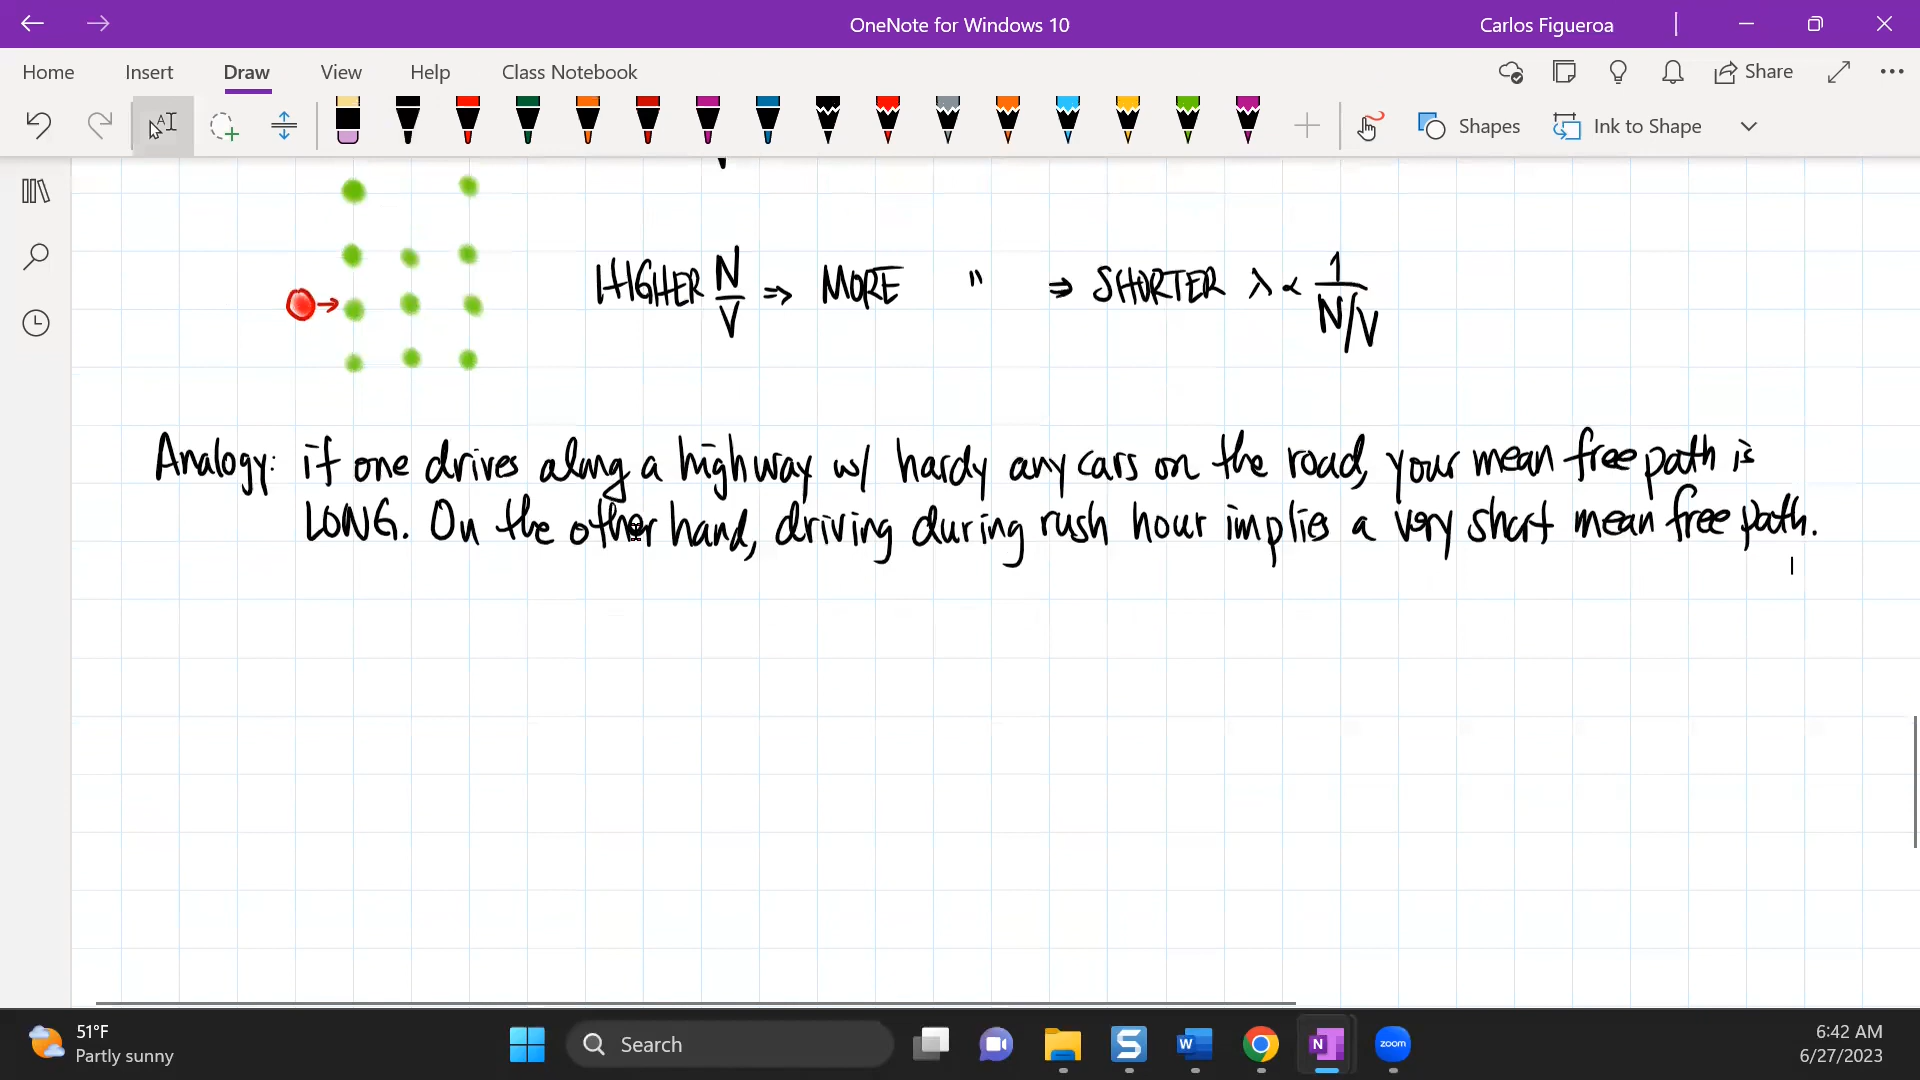 OneNote for Windows 10
Carlos Figueroa
Home Insert Draw View Help Class Notebook
Share
Shapes
Ink to Shape
HIGHER N/V ⇒ MORE " ⇒ SHORTER λ ∝ 1/(N/V)
Analogy: if one drives along a highway w/ hardy any cars on the road, your mean free path is
LONG. On the other hand, driving during rush hour implies a very short mean free path.
51°F
Partly sunny
Search
W
N
zoom
6:42 AM
6/27/2023